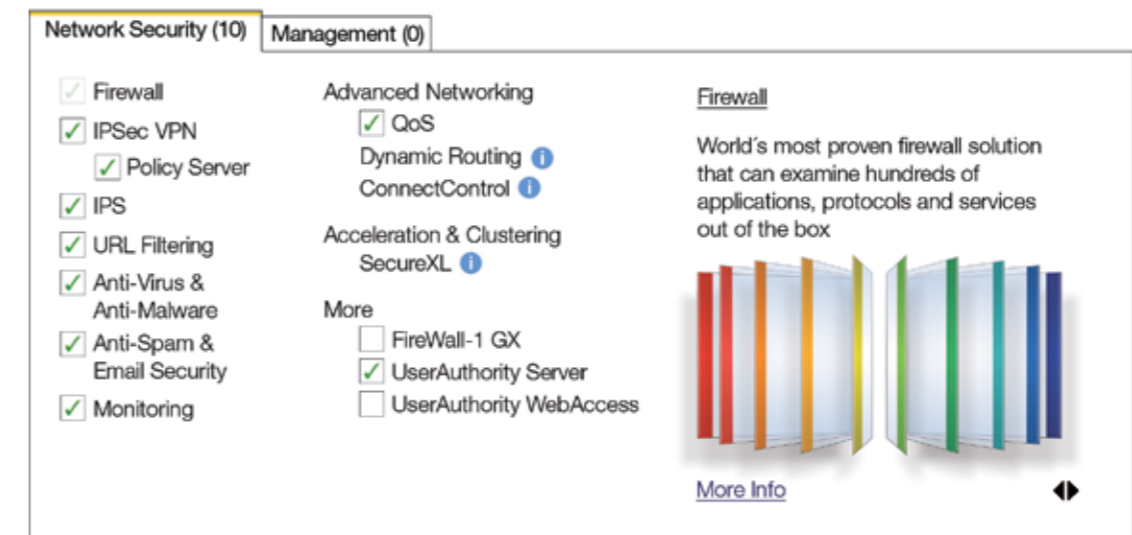 Network Security (10)
Management (0)
Firewall
IPSec VPN
Policy Server
IPS
URL Filtering
Anti-Virus &
Anti-Malware
Anti-Spam &
Email Security
Monitoring
Advanced Networking
QoS
Dynamic Routing
ConnectControl
Acceleration & Clustering
SecureXL
More
FireWall-1 GX
UserAuthority Server
UserAuthority WebAccess
Firewall
World´s most proven firewall solution
that can examine hundreds of
applications, protocols and services
out of the box
More Info